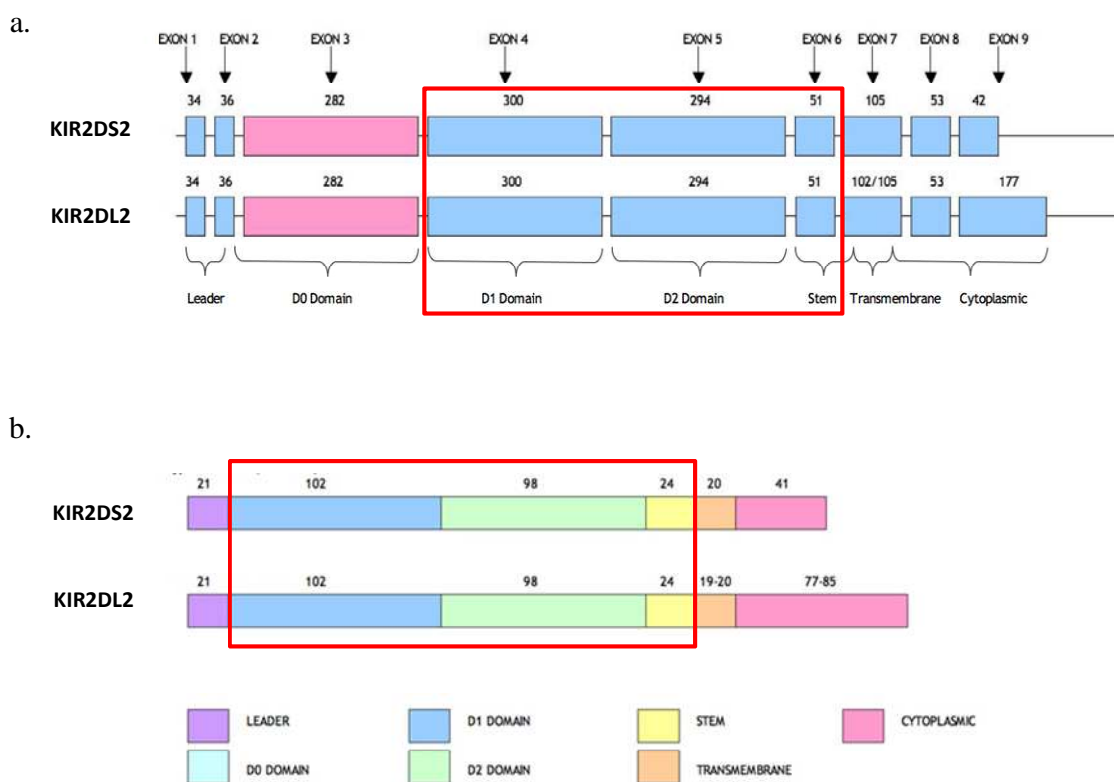 a.
EXON 1 EXON 2 EXON 3 EXON 4 EXON 5 EXON 6 EXON 7 EXON 8 EXON 9
34 36 282 300 294 51 105 53 42
KIR2DS2
34 36 282 300 294 51 102/105 53 177
KIR2DL2
Leader D0 Domain D1 Domain D2 Domain Stem Transmembrane Cytoplasmic
b.
21 102 98 24 20 41
KIR2DS2
21 102 98 24 19-20 77-85
KIR2DL2
LEADER D1 DOMAIN STEM CYTOPLASMIC
D0 DOMAIN D2 DOMAIN TRANSMEMBRANE